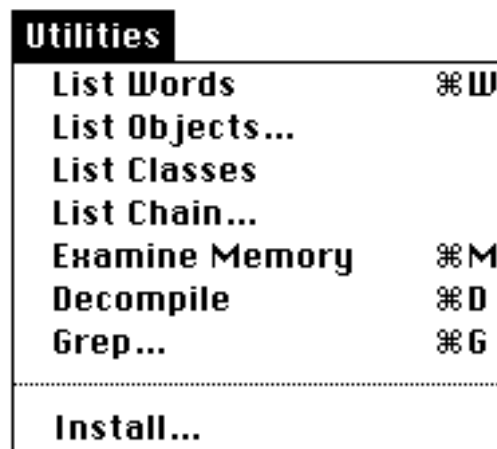 Utilities
List Words ⌘W
List Objects...
List Classes
List Chain...
Examine Memory ⌘M
Decompile ⌘D
Grep... ⌘G
Install...